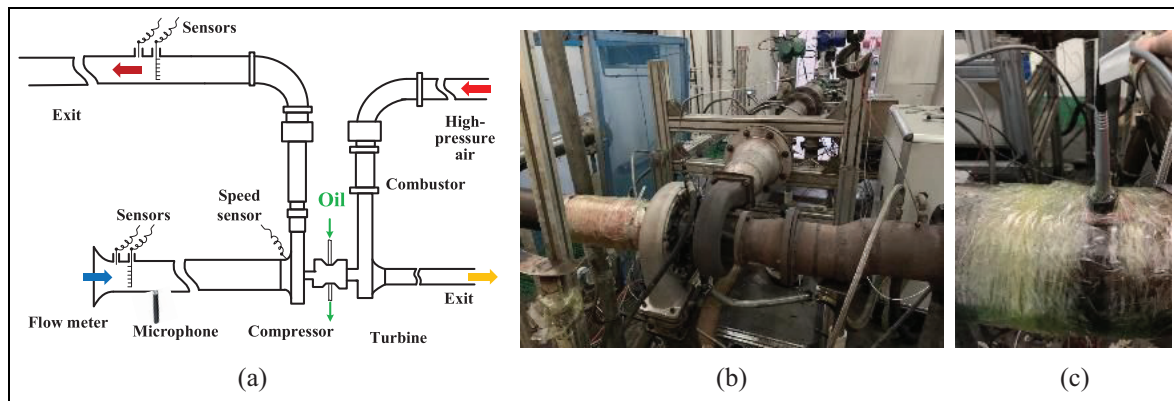 Sensors
Exit
High-
pressure
air
Combustor
Speed
sensor
Oil
Sensors
Flow meter
Microphone
Compressor
Turbine
Exit
(a)
(b)
(c)